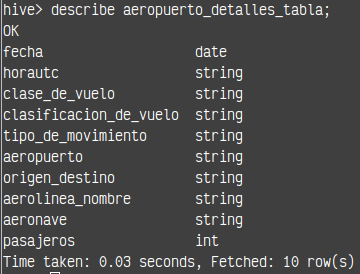 hive> describe aeropuerto_detalles_tabla;
OK
fecha date
horautc string
clase_de_vuelo string
clasificacion_de_vuelo string
tipo_de_movimiento string
aeropuerto string
origen_destino string
aerolinea_nombre string
aeronave string
pasajeros int
Time taken: 0.03 seconds, Fetched: 10 row(s)